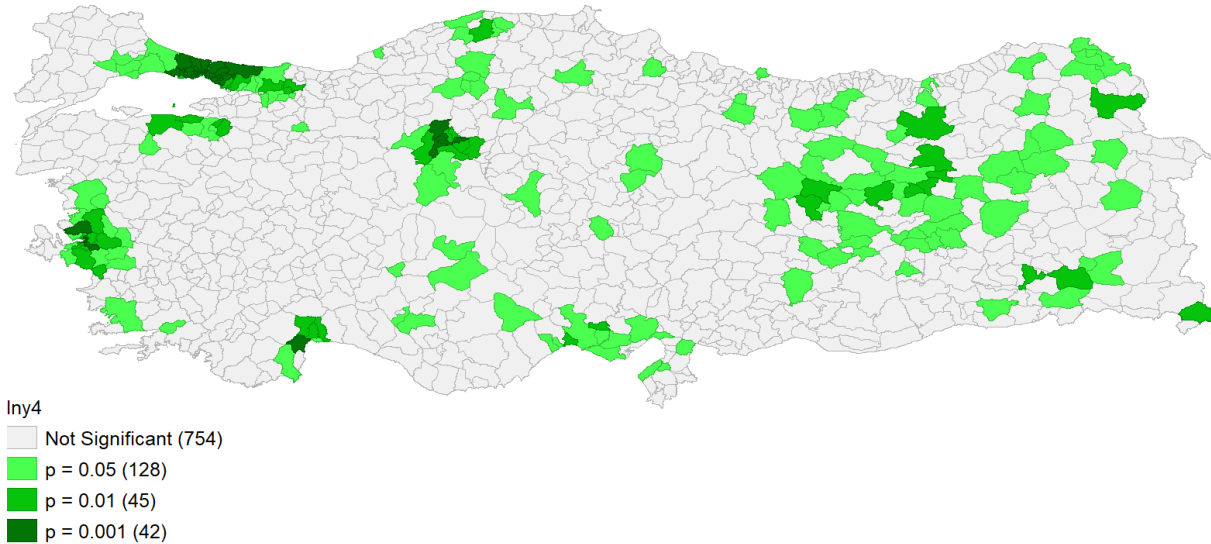 lny4
Not Significant (754)
p = 0.05 (128)
p = 0.01 (45)
p = 0.001 (42)